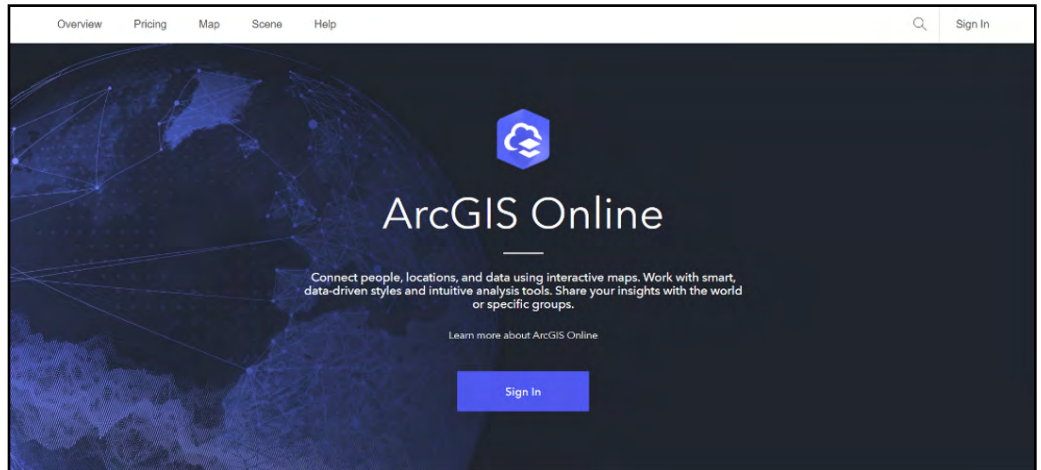 Overview Pricing Map Scene Help Sign In
ArcGIS Online
Connect people, locations, and data using interactive maps. Work with smart,
data-driven styles and intuitive analysis tools. Share your insights with the world
or specific groups.
Learn more about ArcGIS Online
Sign In